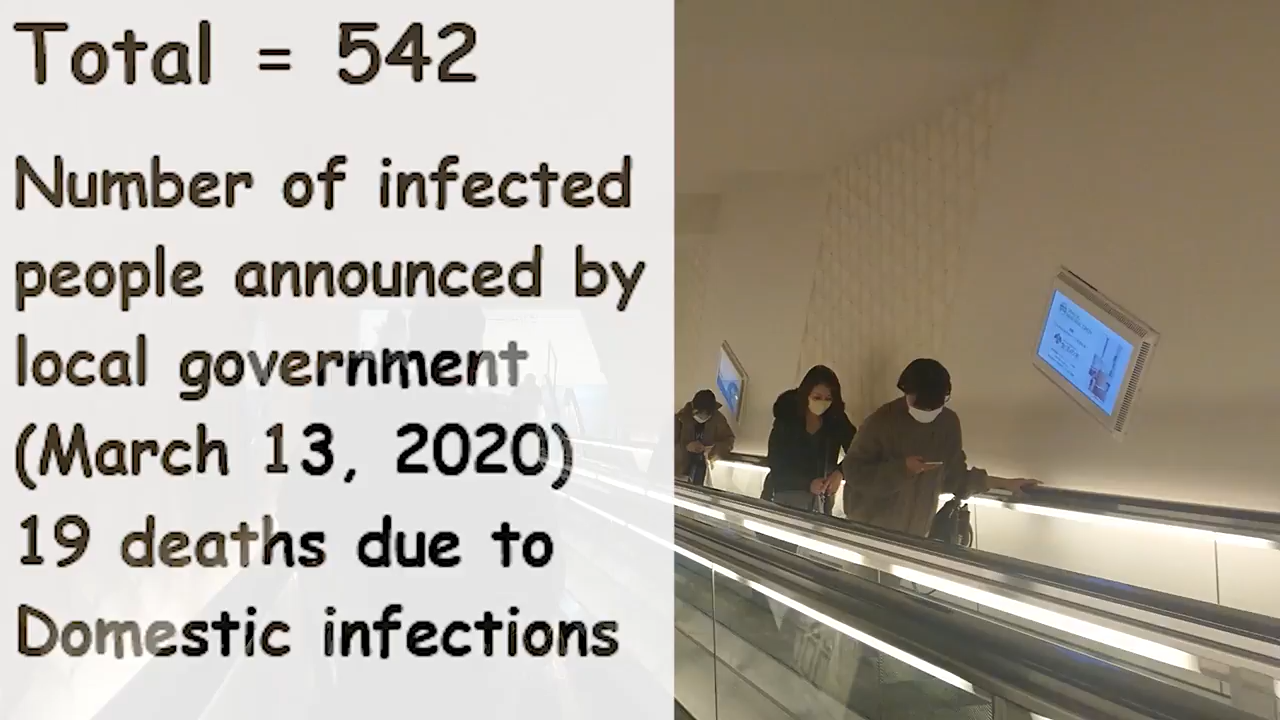 Total = 542
Number of infected
people announced by
local government
(March 13, 2020)
19 deaths due to
Domestic infections